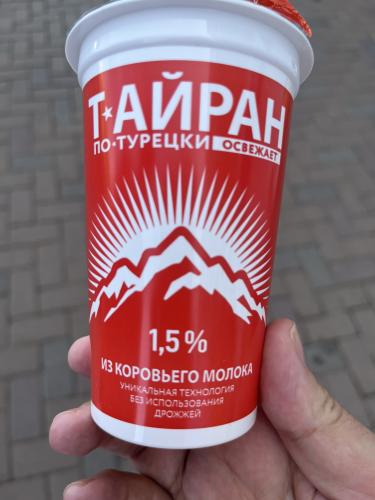 Т★АЙРАН
ПО-ТУРЕЦКИ ОСВЕЖАЕТ
1,5%
ИЗ КОРОВЬЕГО МОЛОКА
УНИКАЛЬНАЯ ТЕХНОЛОГИЯ
БЕЗ ИСПОЛЬЗОВАНИЯ
ДРОЖЖЕЙ